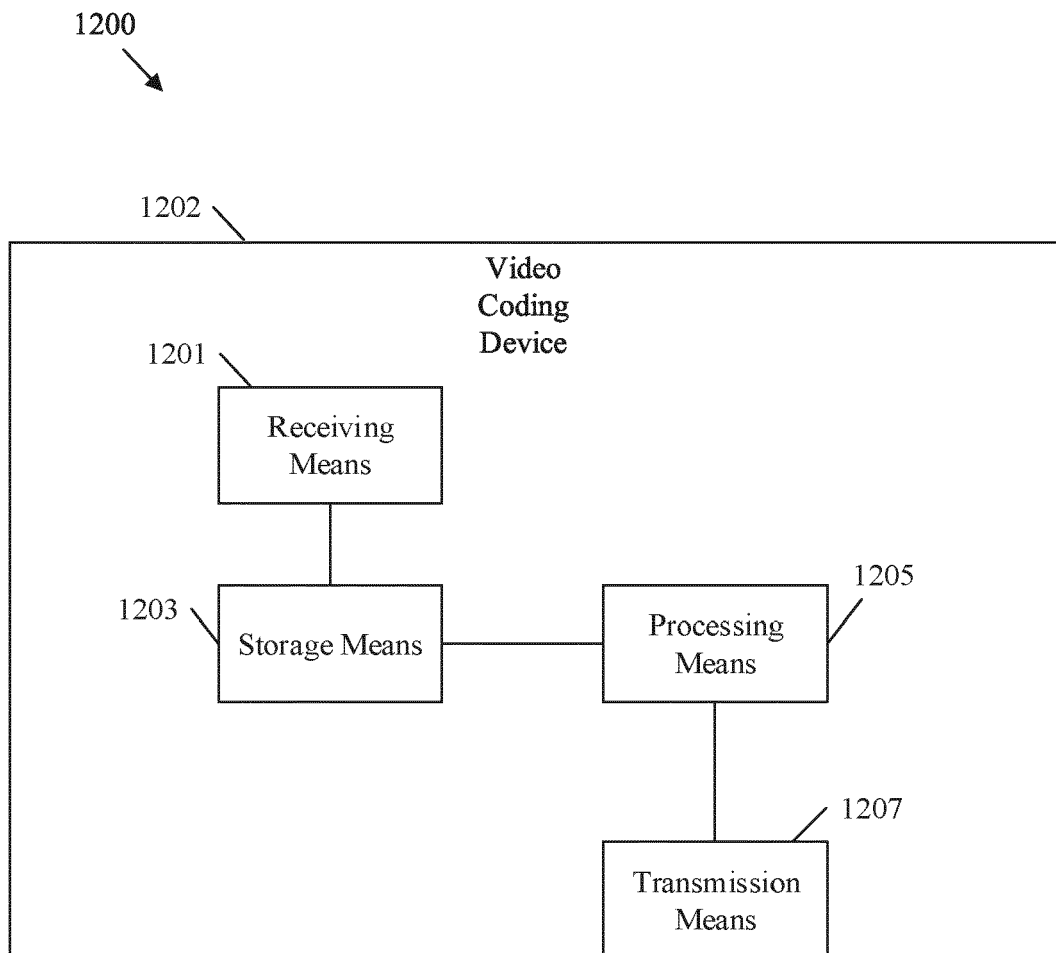 1200
1202
Video
Coding
Device
1201
Receiving
Means
1203
Storage Means
1205
Processing
Means
1207
Transmission
Means